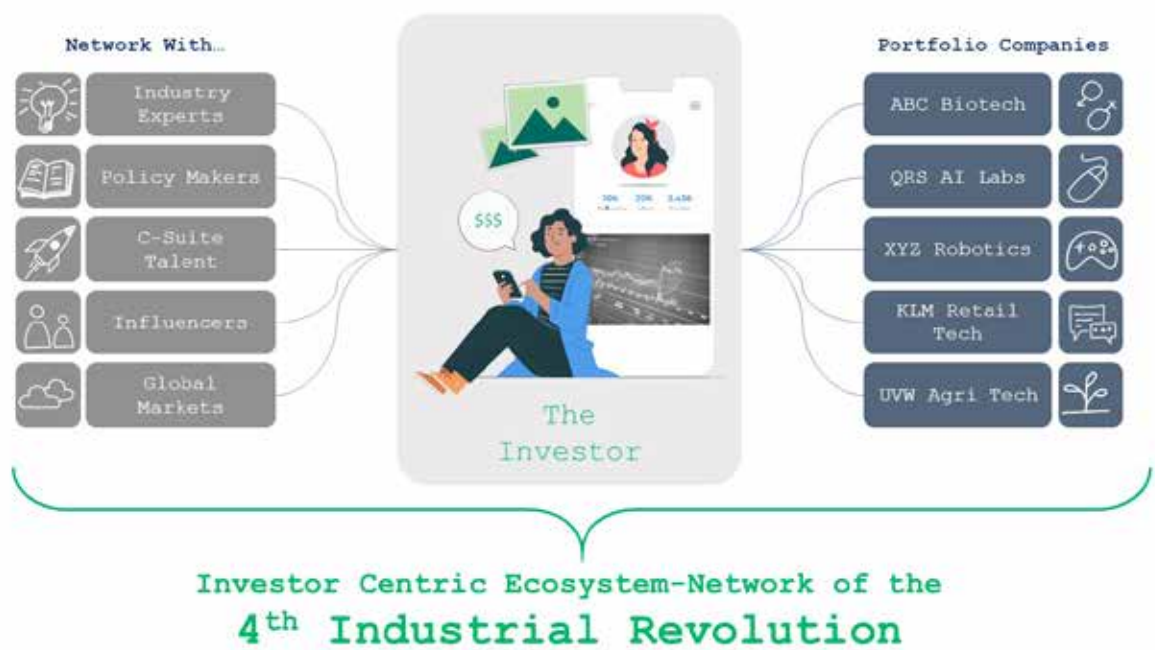 Network With…
Portfolio Companies
Industry
Experts
Policy Makers
C-Suite
Talent
Influencers
Global
Markets
$$$
The
Investor
ABC Biotech
QRS AI Labs
XYZ Robotics
KLM Retail
Tech
UVW Agri Tech
Investor Centric Ecosystem-Network of the
4th Industrial Revolution